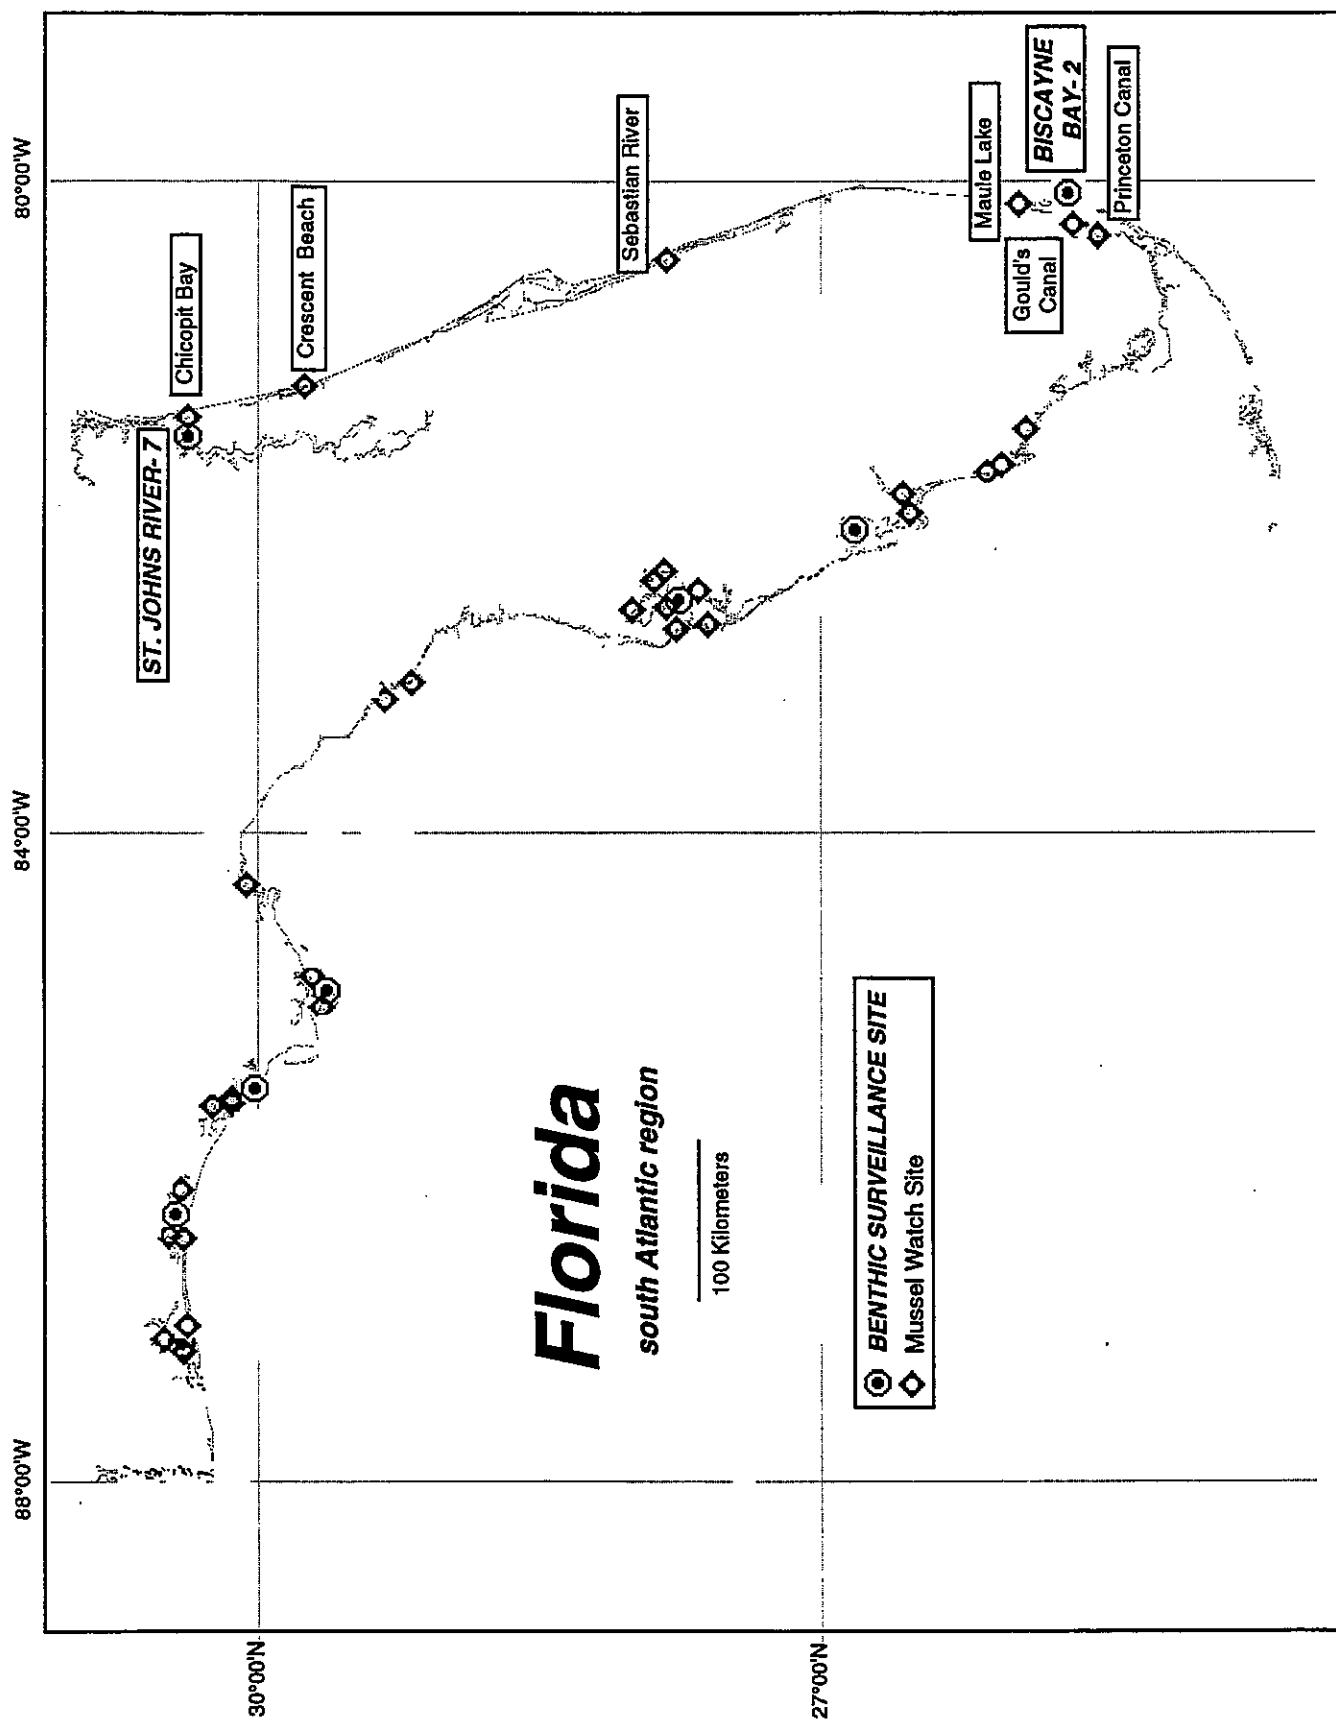 Florida
south Atlantic region
100 Kilometers
BENTHIC SURVEILLANCE SITE
Mussel Watch Site
ST. JOHNS RIVER- 7
Chicopit Bay
Crescent Beach
Sebastian River
Maule Lake
Gould's
Canal
BISCAYNE
BAY- 2
Princeton Canal
88°00'W
84°00'W
80°00'W
30°00'N
27°00'N